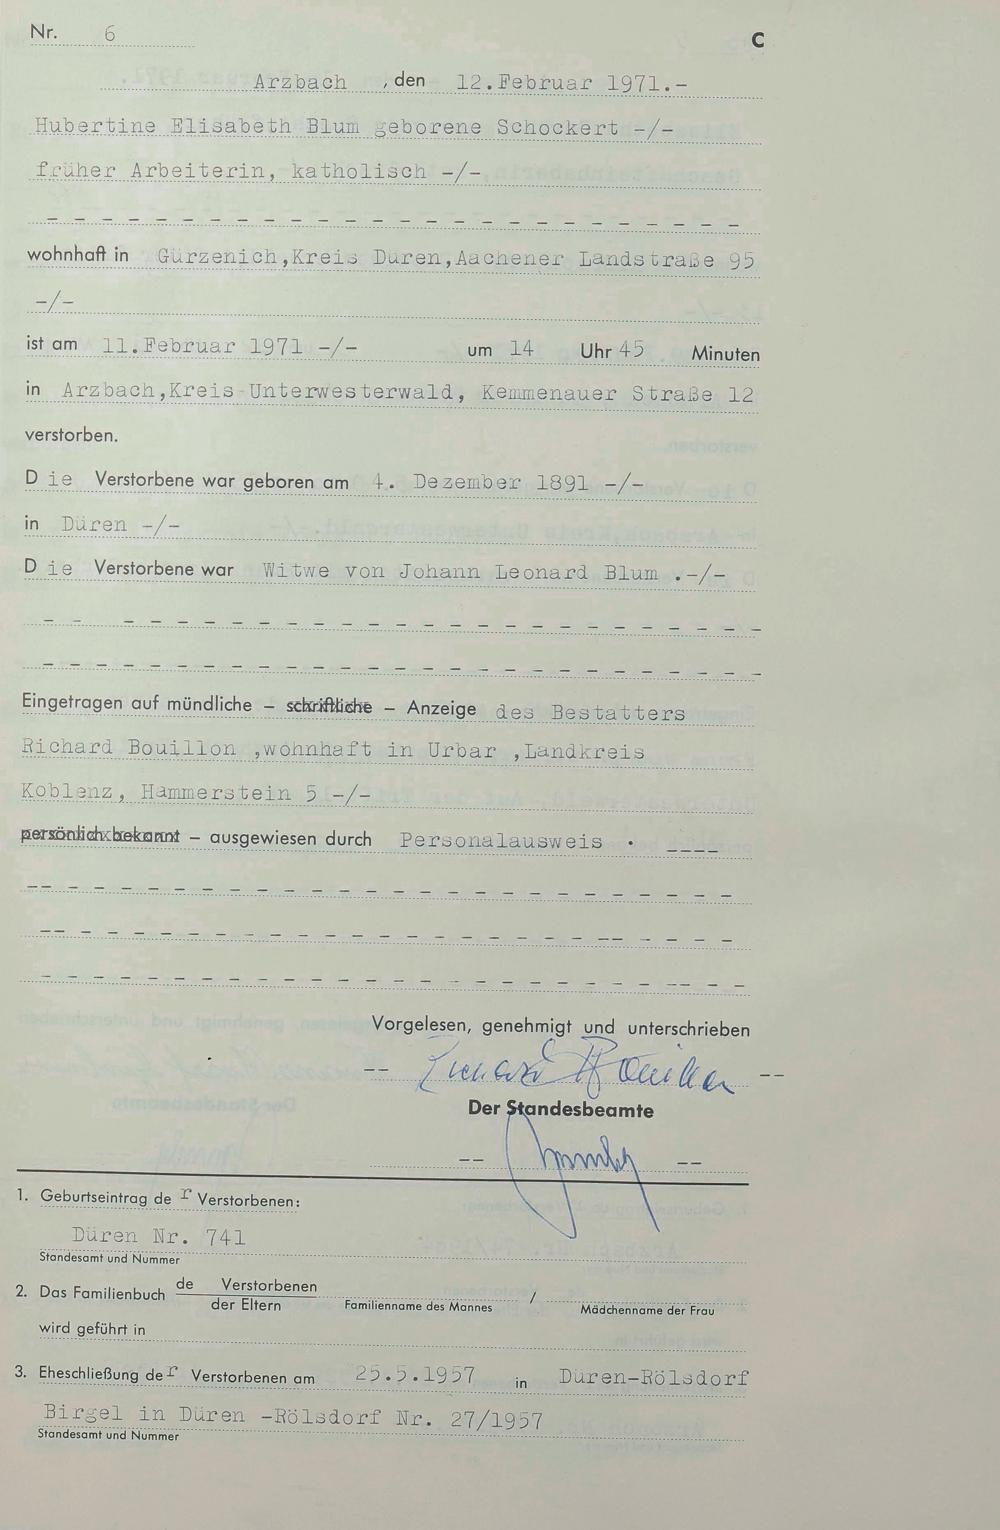 Nr. 6
C
Arzbach , den 12.Februar 1971.-
Hubertine Elisabeth Blum geborene Schockert -/-
früher Arbeiterin, katholisch -/-
- - - - - - - - - - - - - - - - - - - - - - - - - - -
wohnhaft in Gürzenich,Kreis Düren,Aachener Landstraße 95
-/-
ist am 11.Februar 1971 -/- um 14 Uhr 45 Minuten
in Arzbach,Kreis Unterwesterwald, Kemmenauer Straße 12
verstorben.
D ie Verstorbene war geboren am 4. Dezember 1891 -/-
in Düren -/-
D ie Verstorbene war Witwe von Johann Leonard Blum .-/-
- - - - - - - - - - - - - - - - - - - - - - - - - - -
- - - - - - - - - - - - - - - - - - - - - - - - - - -
Eingetragen auf mündliche – schriftliche – Anzeige des Bestatters
Richard Bouillon ,wohnhaft in Urbar ,Landkreis
Koblenz, Hammerstein 5 -/-
persönlich bekannt – ausgewiesen durch Personalausweis . ____
-- - - - - - - - - - - - - - - - - - - - - - - - - -
-- - - - - - - - - - - - - - - - - - - - - -- - - - -
- - - - - - - - - - - - - - - - - - - - - - - -- - -
Vorgelesen, genehmigt und unterschrieben
-- Richard Bouillon --
Der Standesbeamte
-- --
1. Geburtseintrag de r Verstorbenen:
Düren Nr. 741
Standesamt und Nummer
2. Das Familienbuch de Verstorbenen
der Eltern
/
Familienname des Mannes Mädchenname der Frau
wird geführt in
3. Eheschließung de r Verstorbenen am 25.5.1957 in Düren-Rölsdorf
Birgel in Düren -Rölsdorf Nr. 27/1957
Standesamt und Nummer